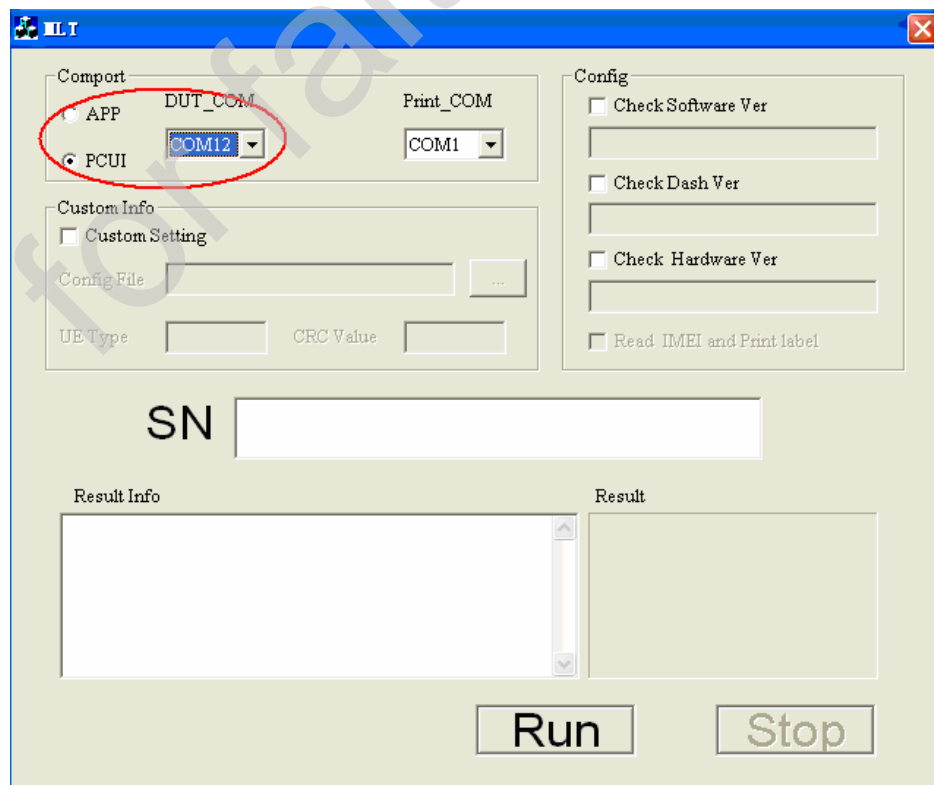 MLT
Comport
DUT_COM
Print_COM
APP
COM12
COM1
PCUI
Custom Info
Custom Setting
Config File
...
UE Type
CRC Value
Config
Check Software Ver
Check Dash Ver
Check Hardware Ver
Read IMEI and Print label
SN
Result Info
Result
Run
Stop